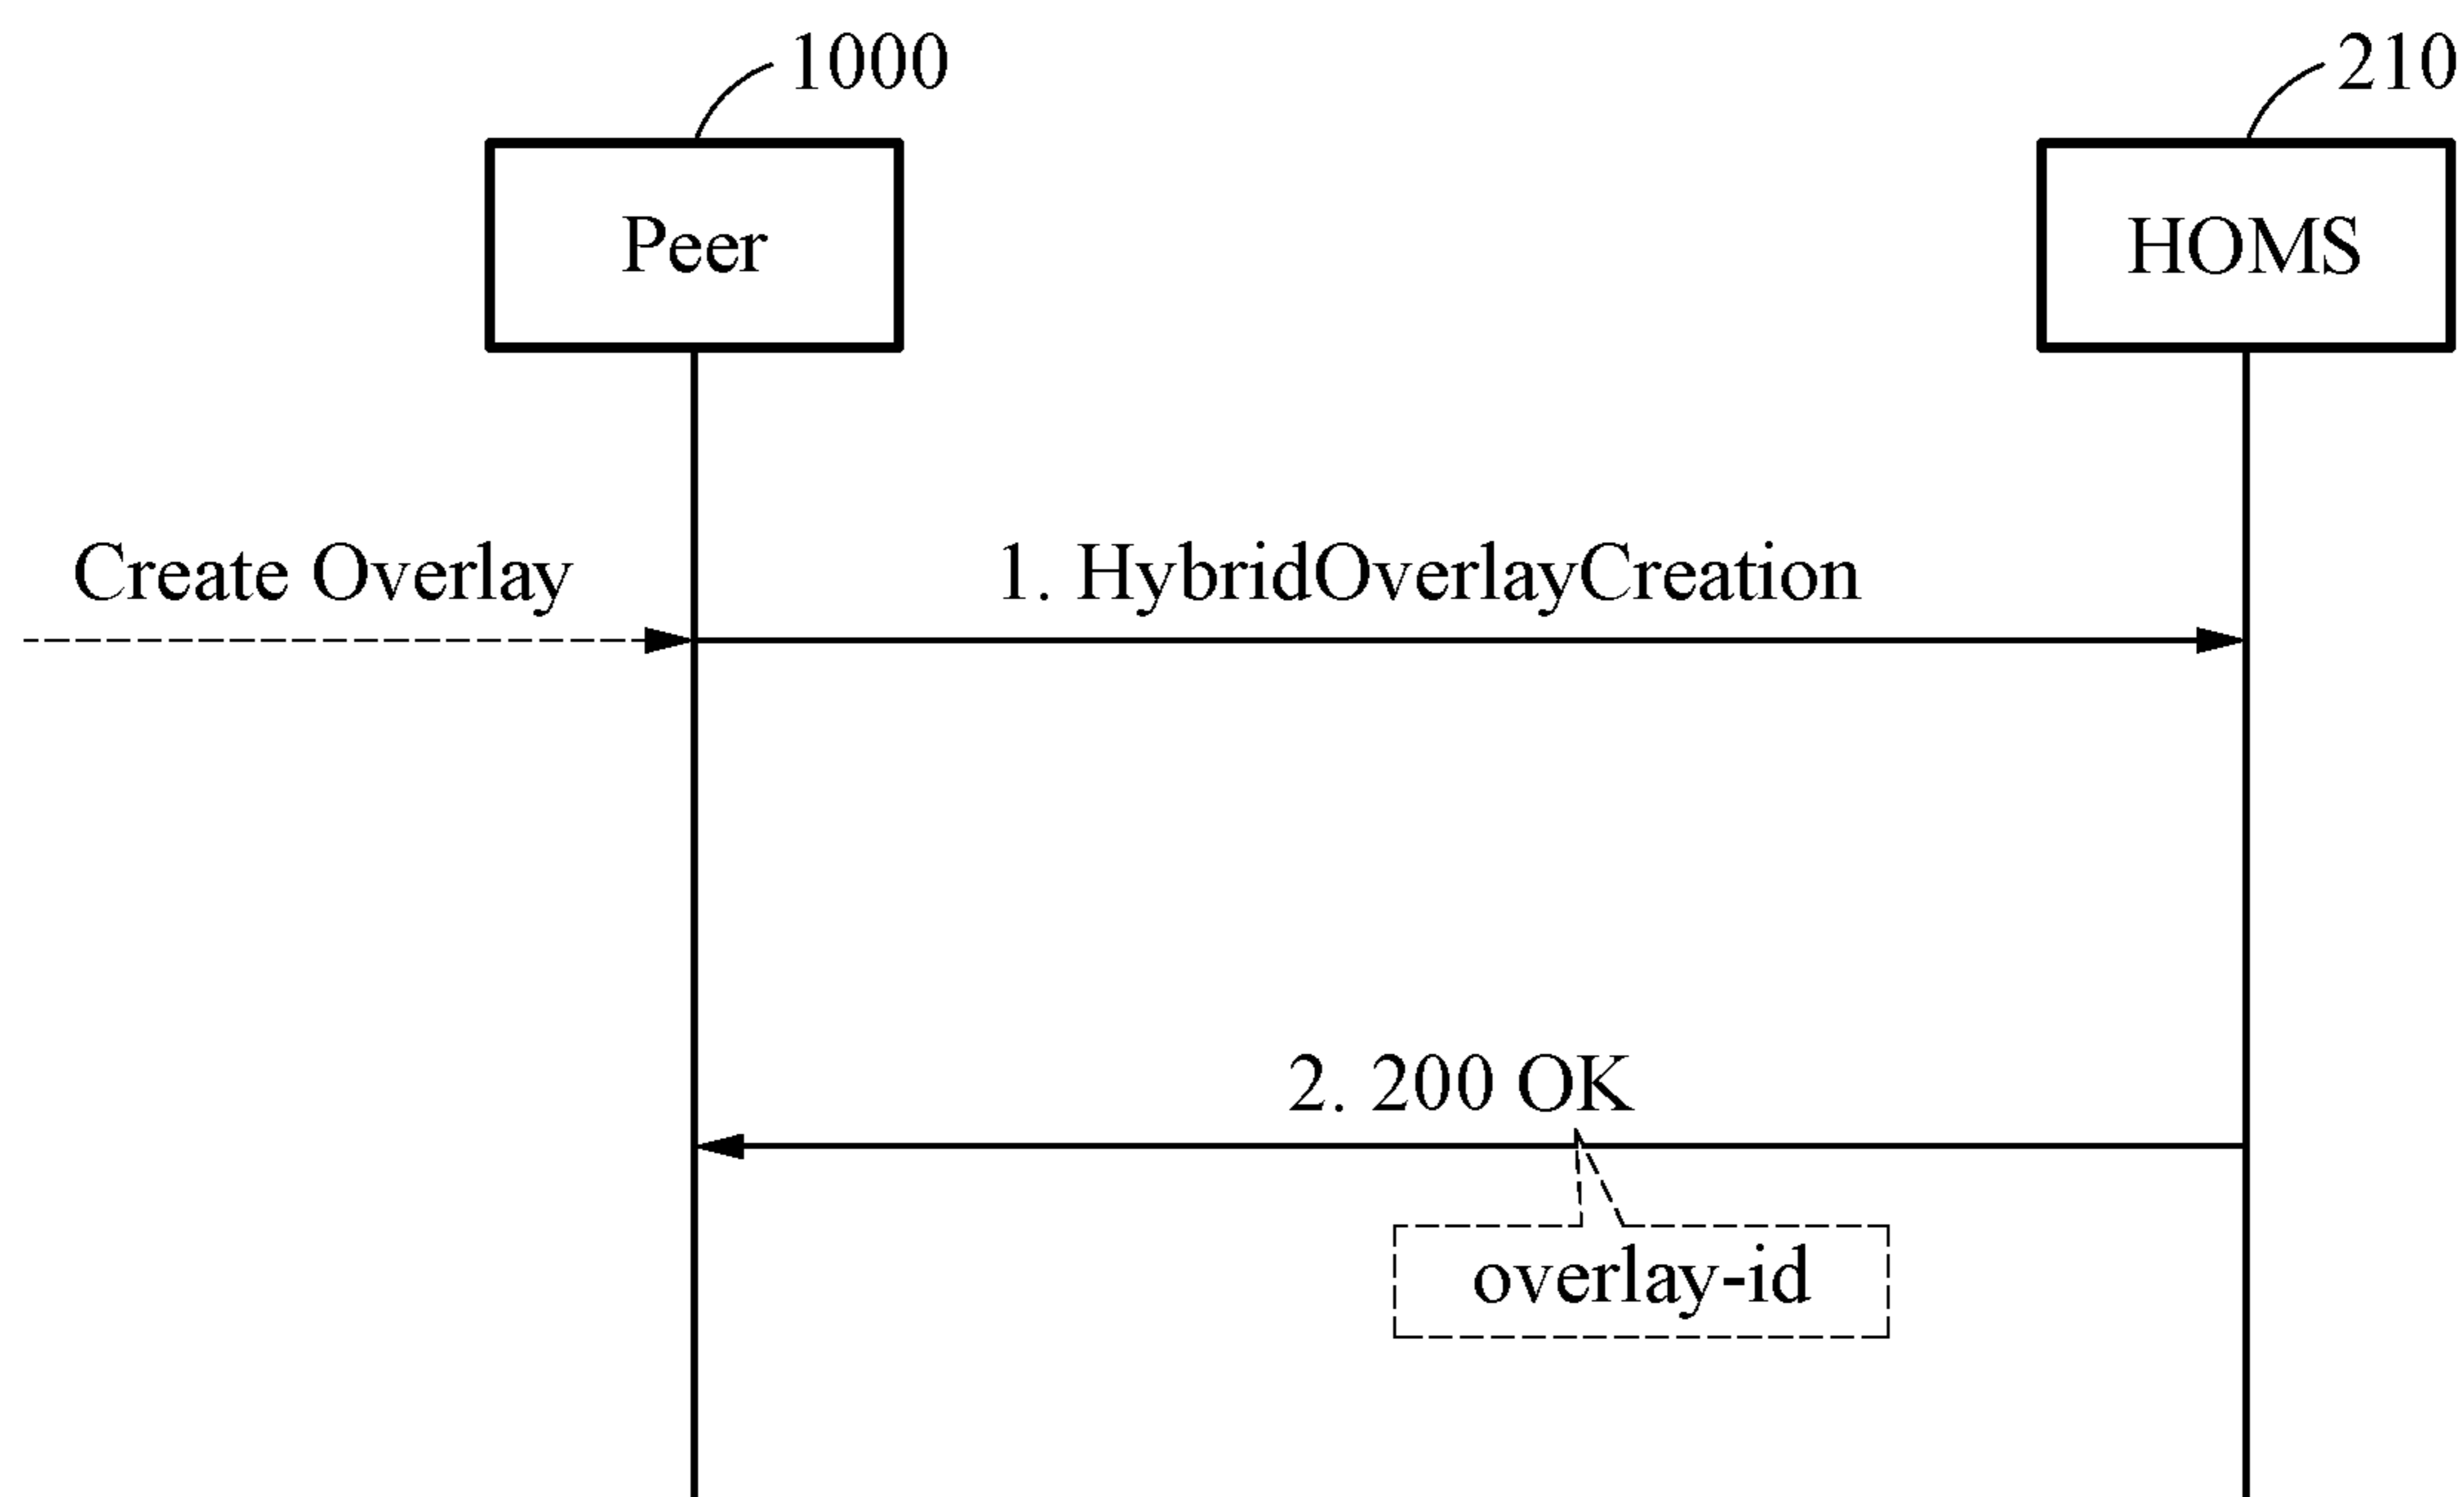 1000
210
Peer
HOMS
Create Overlay
1. HybridOverlayCreation
2. 200 OK
overlay-id